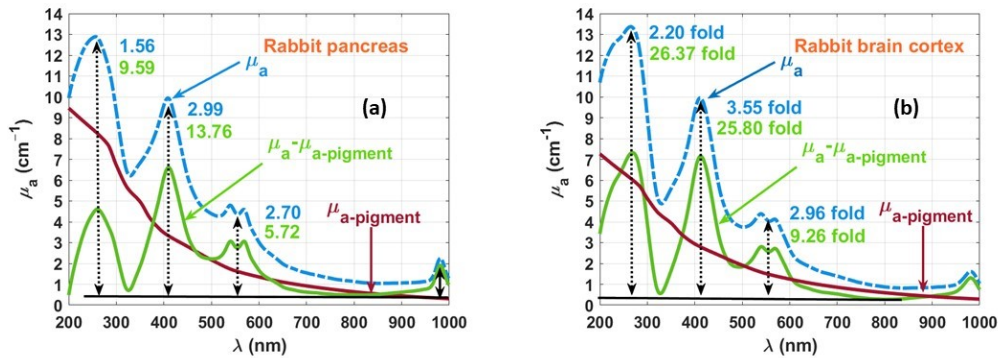 14
13
12
11
10
9
8
7
6
5
4
3
2
1
0
μa (cm⁻¹)
200 300 400 500 600 700 800 900 1000
λ (nm)
Rabbit pancreas
1.56
9.59
μa
(a)
2.99
13.76
μa-μa-pigment
2.70
5.72
μa-pigment
14
13
12
11
10
9
8
7
6
5
4
3
2
1
0
μa (cm⁻¹)
200 300 400 500 600 700 800 900 1000
λ (nm)
2.20 fold
26.37 fold
Rabbit brain cortex
μa
(b)
3.55 fold
25.80 fold
μa-μa-pigment
2.96 fold
9.26 fold
μa-pigment